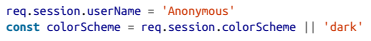 req.session.userName = 'Anonymous'
const colorScheme = req.session.colorScheme || 'dark'